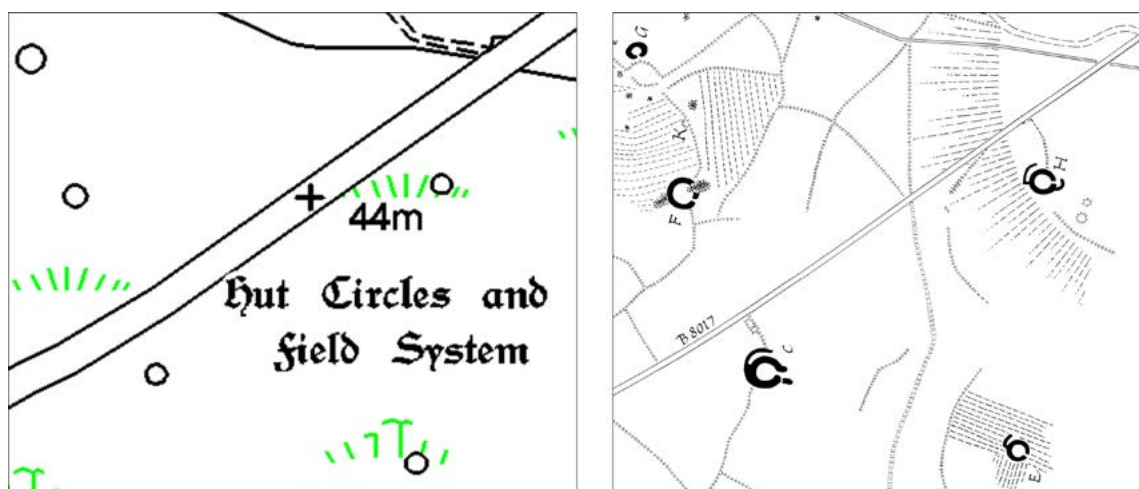 44m
Hut Circles and
Field System
G
K
F
H
B 8017
C
E